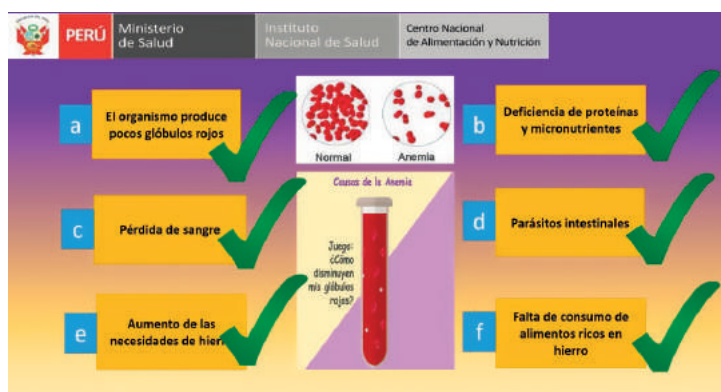 PERÚ
Ministerio
de Salud
Instituto
Nacional de Salud
Centro Nacional
de Alimentación y Nutrición
a
El organismo produce
pocos glóbulos rojos
Normal
Anemia
b
Deficiencia de proteínas
y micronutrientes
c
Pérdida de sangre
Causas de la Anemia
Juego:
¿Cómo
disminuyen
mis glóbulos
rojos?
d
Parásitos intestinales
e
Aumento de las
necesidades de hier
f
Falta de consumo de
alimentos ricos en
hierro